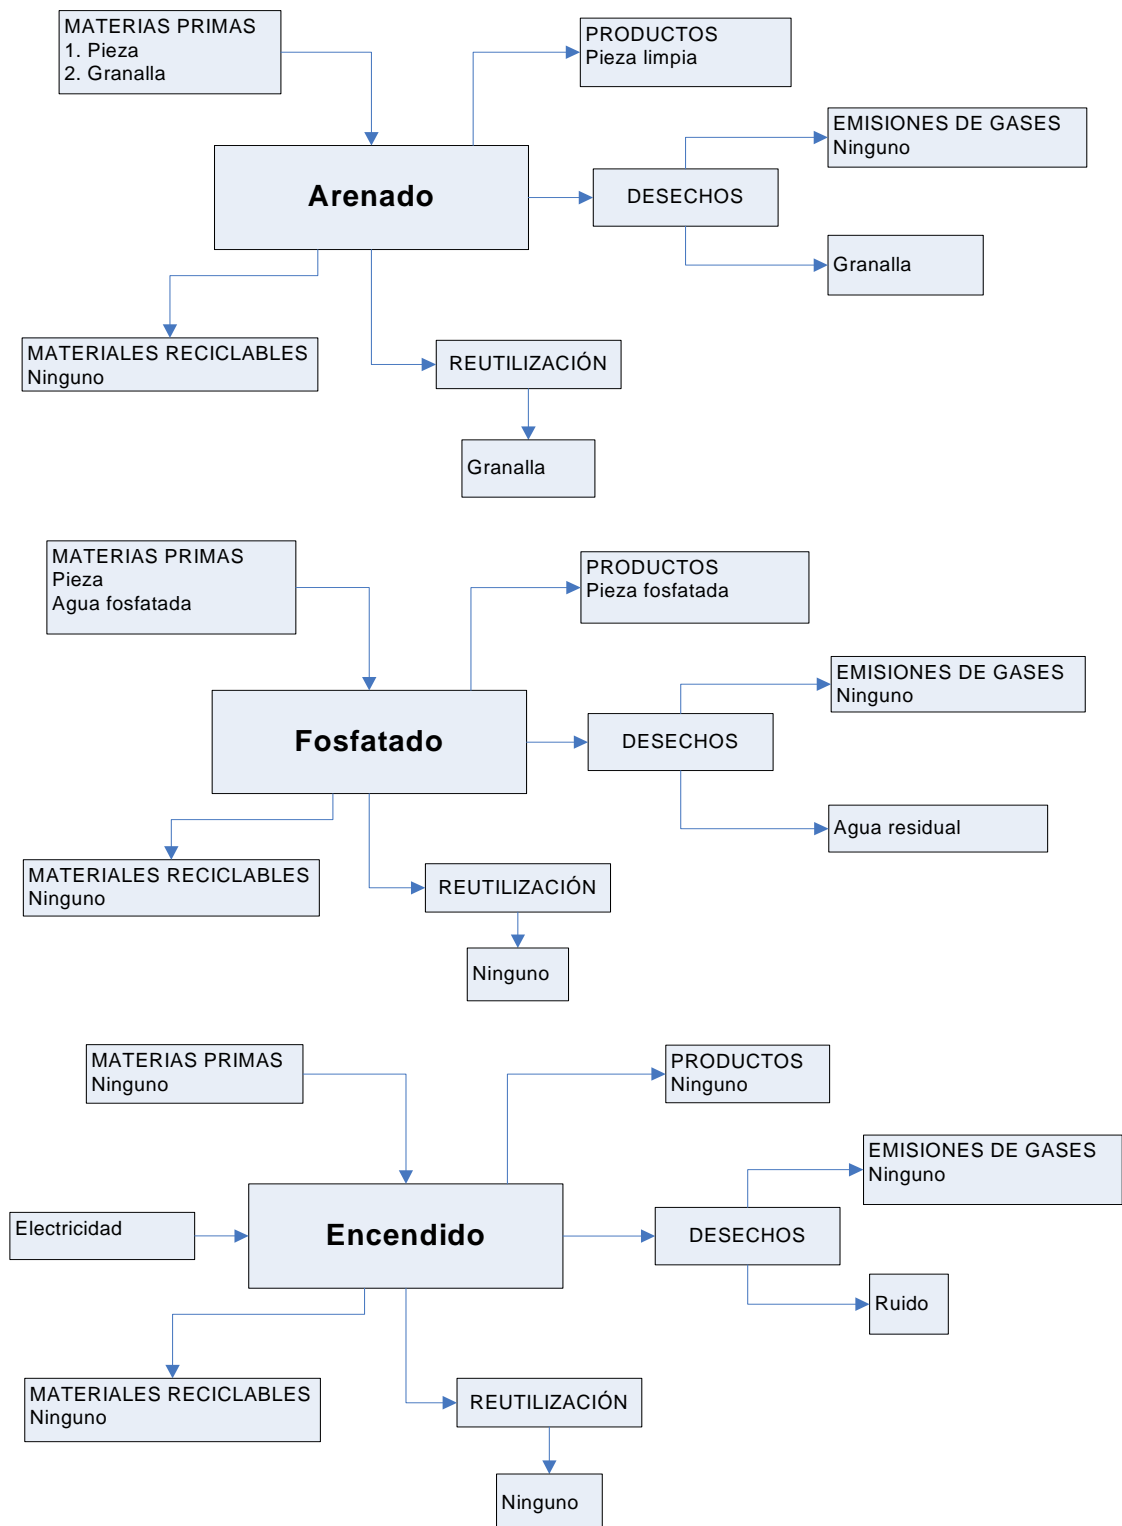 MATERIAS PRIMAS
1. Pieza
2. Granalla
PRODUCTOS
Pieza limpia
EMISIONES DE GASES
Ninguno
Arenado
DESECHOS
Granalla
MATERIALES RECICLABLES
Ninguno
REUTILIZACIÓN
Granalla
MATERIAS PRIMAS
Pieza
Agua fosfatada
PRODUCTOS
Pieza fosfatada
EMISIONES DE GASES
Ninguno
Fosfatado
DESECHOS
Agua residual
MATERIALES RECICLABLES
Ninguno
REUTILIZACIÓN
Ninguno
MATERIAS PRIMAS
Ninguno
PRODUCTOS
Ninguno
EMISIONES DE GASES
Ninguno
Electricidad
Encendido
DESECHOS
Ruido
MATERIALES RECICLABLES
Ninguno
REUTILIZACIÓN
Ninguno